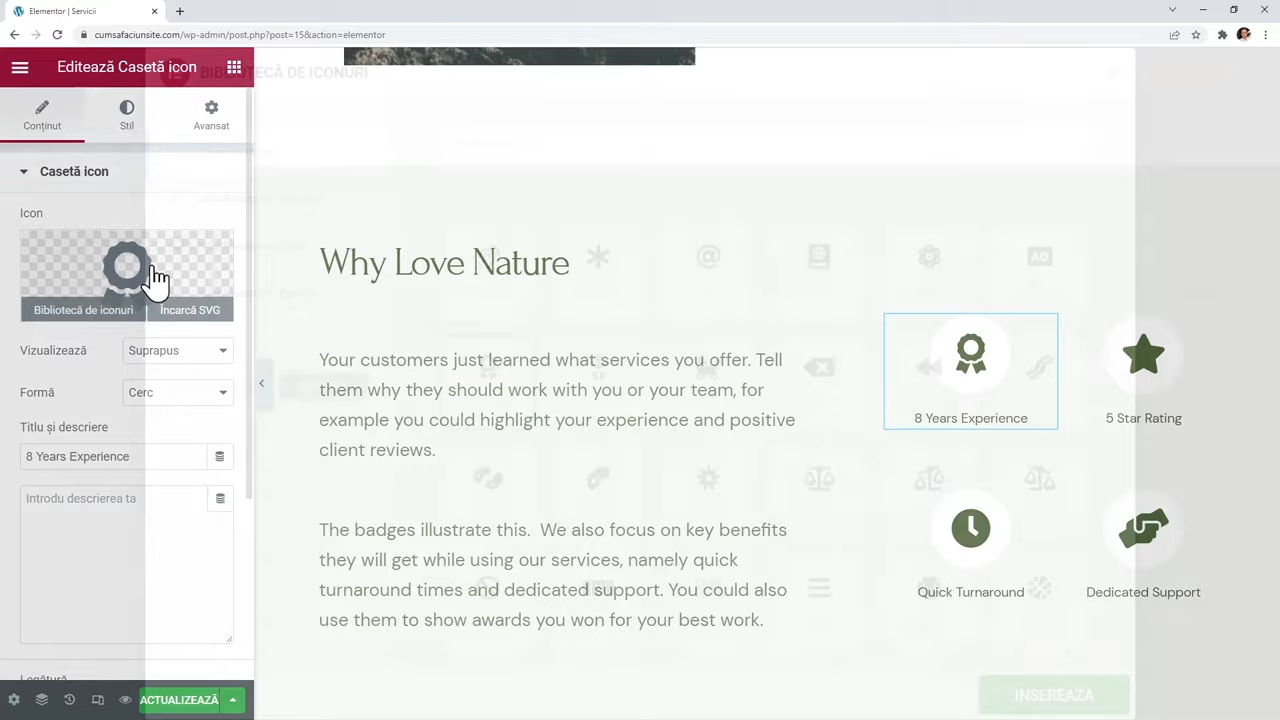 Elementor | Servicii
cumsafaciunsite.com/wp-admin/post.php?post=15&action=elementor
Editează Casetă icon
BIBLIOTECĂ DE ICONURI
Conținut
Stil
Avansat
Casetă icon
Icon
Bibliotecă de iconuri
Încarcă SVG
Vizualizează
Suprapus
Formă
Cerc
Titlu și descriere
8 Years Experience
Introdu descrierea ta
Legătură
ACTUALIZEAZĂ
Why Love Nature
Your customers just learned what services you offer. Tell
them why they should work with you or your team, for
example you could highlight your experience and positive
client reviews.
The badges illustrate this. We also focus on key benefits
they will get while using our services, namely quick
turnaround times and dedicated support. You could also
use them to show awards you won for your best work.
AD
8 Years Experience
5 Star Rating
Quick Turnaround
Dedicated Support
INSEREAZĂ